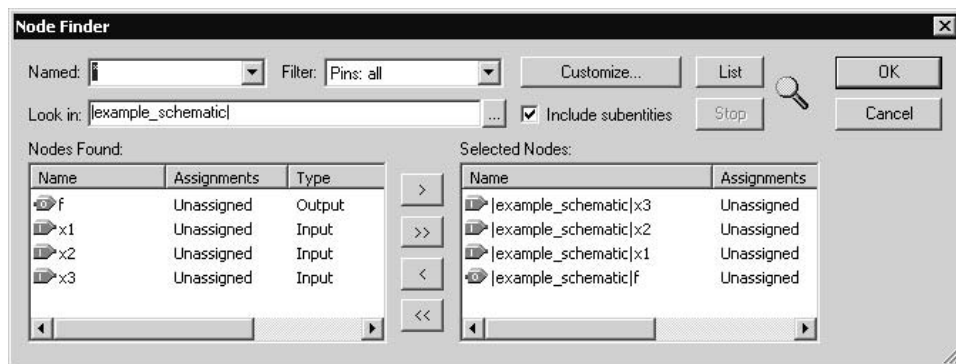 Node Finder
Named: * Filter: Pins: all Customize... List OK
Look in: |example_schematic| ... Include subentities Stop Cancel
Nodes Found: Selected Nodes:
Name Assignments Type > Name Assignments
f Unassigned Output |example_schematic|x3 Unassigned
x1 Unassigned Input >> |example_schematic|x2 Unassigned
x2 Unassigned Input < |example_schematic|x1 Unassigned
x3 Unassigned Input |example_schematic|f Unassigned
<<